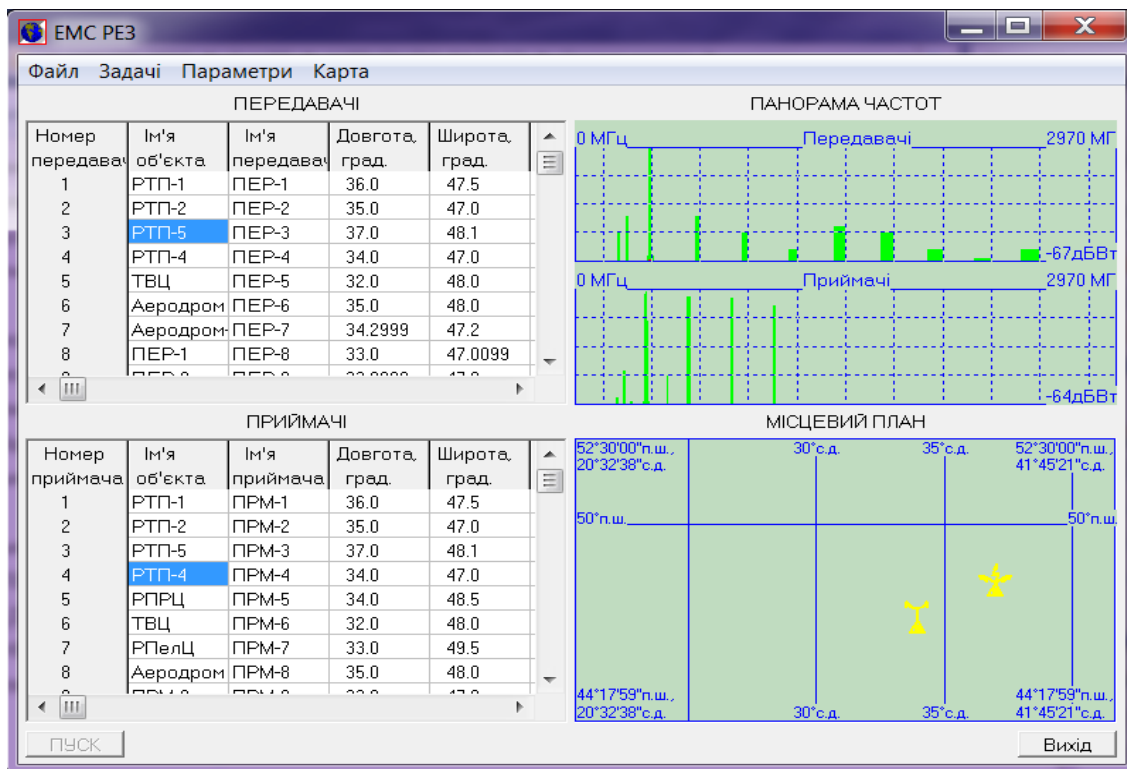 ЕМС РЕЗ
Файл Задачі Параметри Карта
ПЕРЕДАВАЧІ
Номер Ім'я Ім'я Довгота, Широта,
передавач об'єкта передавач град. град.
1 РТП-1 ПЕР-1 36.0 47.5
2 РТП-2 ПЕР-2 35.0 47.0
3 РТП-5 ПЕР-3 37.0 48.1
4 РТП-4 ПЕР-4 34.0 47.0
5 ТВЦ ПЕР-5 32.0 48.0
6 Аеродром ПЕР-6 35.0 48.0
7 Аеродром- ПЕР-7 34.2999 47.2
8 ПЕР-1 ПЕР-8 33.0 47.0099
ПАНОРАМА ЧАСТОТ
0 МГц Передавачі 2970 МГ
-67дБВт
0 МГц Приймачі 2970 МГ
-64дБВт
ПРИЙМАЧІ
Номер Ім'я Ім'я Довгота, Широта,
приймача об'єкта приймача град. град.
1 РТП-1 ПРМ-1 36.0 47.5
2 РТП-2 ПРМ-2 35.0 47.0
3 РТП-5 ПРМ-3 37.0 48.1
4 РТП-4 ПРМ-4 34.0 47.0
5 РПРЦ ПРМ-5 34.0 48.5
6 ТВЦ ПРМ-6 32.0 48.0
7 РПелЦ ПРМ-7 33.0 49.5
8 Аеродром ПРМ-8 35.0 48.0
МІСЦЕВИЙ ПЛАН
52°30'00"п.ш., 30°с.д. 35°с.д. 52°30'00"п.ш.,
20°32'38"с.д. 41°45'21"с.д.
50°п.ш. 50°п.ш.
44°17'59"п.ш., 44°17'59"п.ш.,
20°32'38"с.д. 30°с.д. 35°с.д. 41°45'21"с.д.
ПУСК Вихід